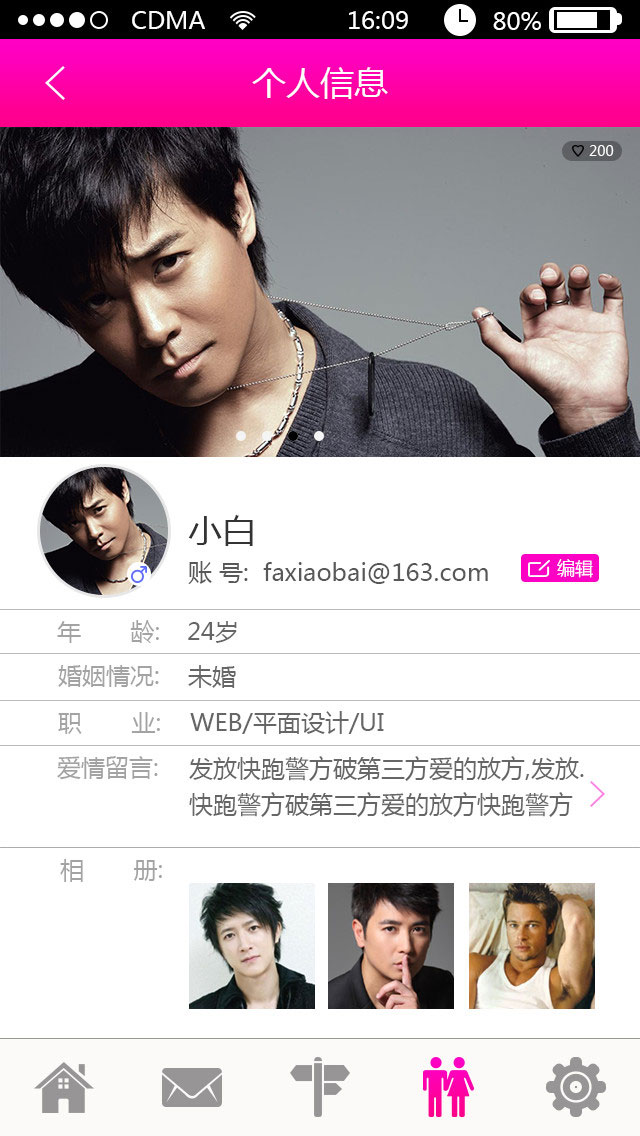 CDMA 16:09 80%
个人信息
200
小白
账 号: faxiaobai@163.com
编辑
年 龄: 24岁
婚姻情况: 未婚
职 业: WEB/平面设计/UI
爱情留言: 发放快跑警方破第三方爱的放方,发放.
快跑警方破第三方爱的放方快跑警方
相 册: